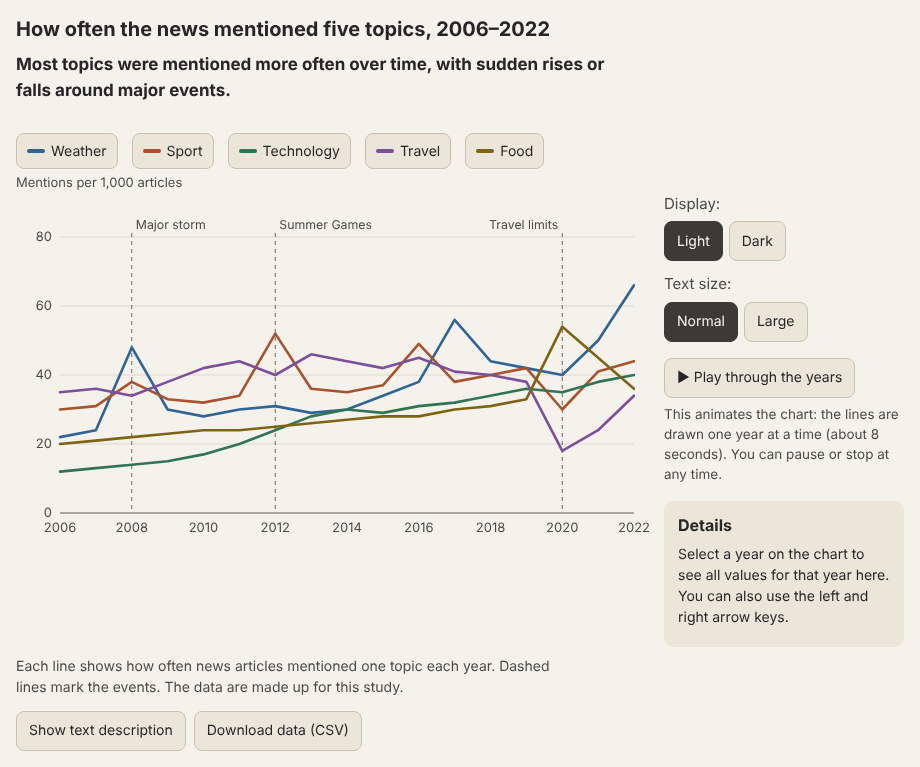 How often the news mentioned five topics, 2006–2022
Most topics were mentioned more often over time, with sudden rises or
falls around major events.
Weather
Sport
Technology
Travel
Food
Mentions per 1,000 articles
Major storm
Summer Games
Travel limits
80
60
40
20
0
2006
2008
2010
2012
2014
2016
2018
2020
2022
Display:
Light
Dark
Text size:
Normal
Large
▶ Play through the years
This animates the chart: the lines are
drawn one year at a time (about 8
seconds). You can pause or stop at
any time.
Details
Select a year on the chart to
see all values for that year here.
You can also use the left and
right arrow keys.
Each line shows how often news articles mentioned one topic each year. Dashed
lines mark the events. The data are made up for this study.
Show text description
Download data (CSV)